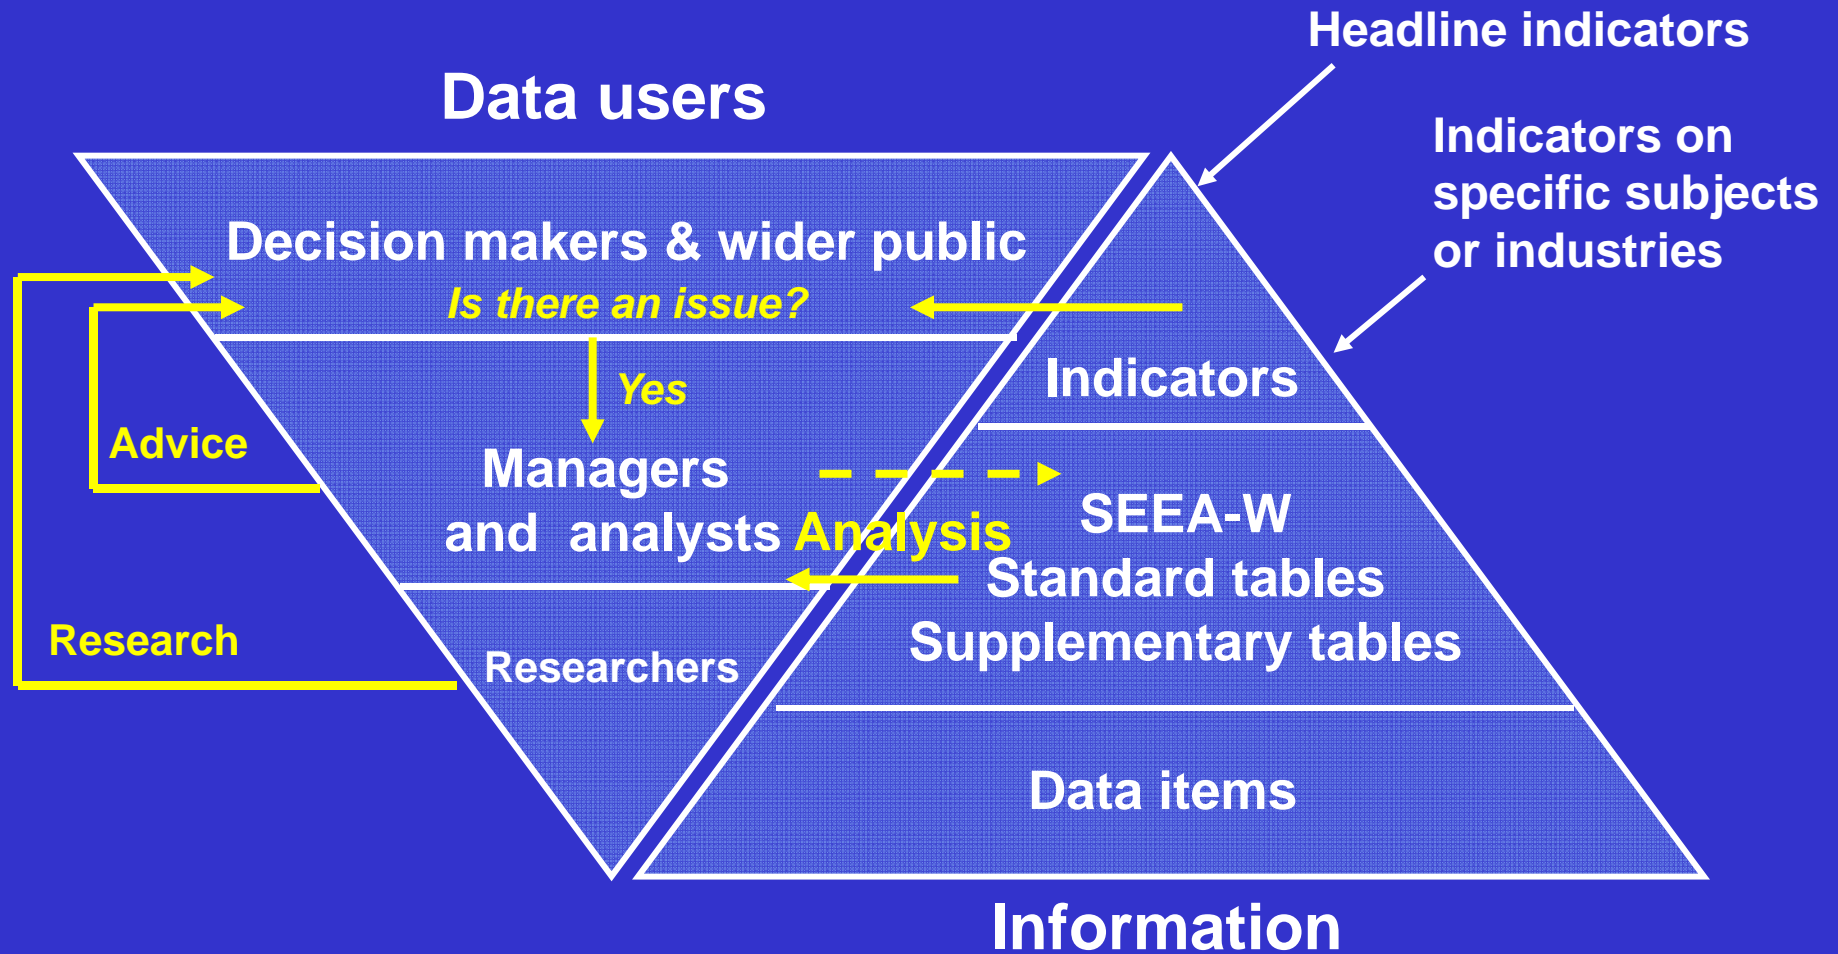 Headline indicators
Data users
Indicators on
specific subjects
or industries
Decision makers & wider public
Is there an issue?
Yes
Indicators
Advice
Managers
and analysts
Analysis
SEEA-W
Standard tables
Supplementary tables
Research
Researchers
Data items
Information